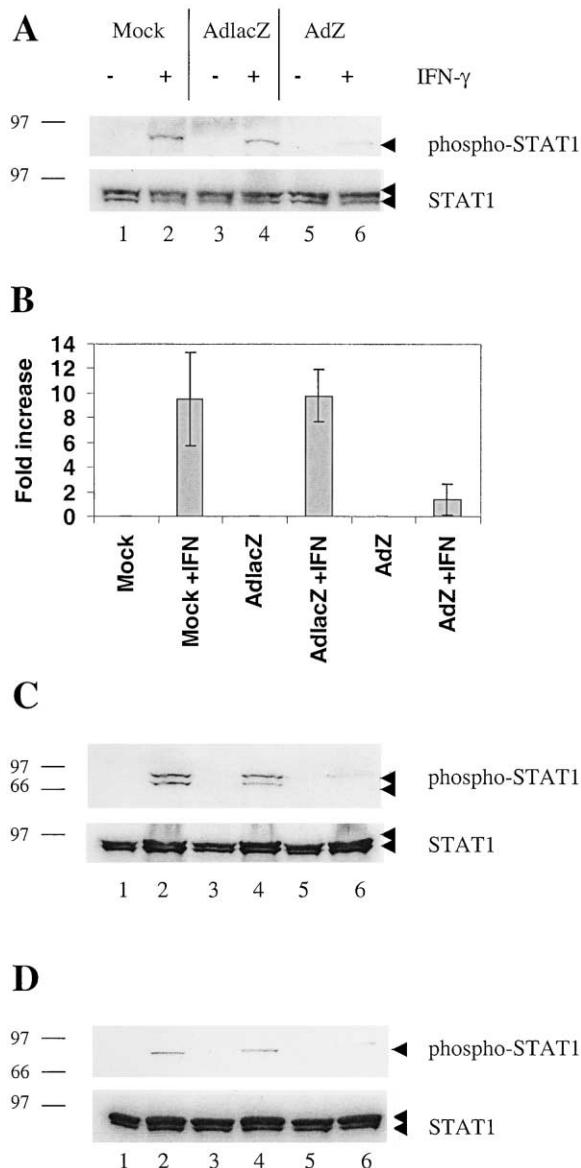 A
Mock AdlacZ AdZ
- + - + - + IFN-γ
97
phospho-STAT1
97
STAT1
1 2 3 4 5 6
B
14
12
10
8
6
4
2
0
Fold increase
Mock
Mock +IFN
AdlacZ
AdlacZ +IFN
AdZ
AdZ +IFN
C
97
66
phospho-STAT1
97
STAT1
1 2 3 4 5 6
D
97
66
phospho-STAT1
97
STAT1
1 2 3 4 5 6